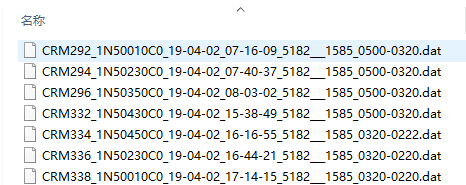 名称
CRM292_1N50010C0_19-04-02_07-16-09_5182___1585_0500-0320.dat
CRM294_1N50230C0_19-04-02_07-40-37_5182___1585_0500-0320.dat
CRM296_1N50350C0_19-04-02_08-03-02_5182___1585_0500-0320.dat
CRM332_1N50430C0_19-04-02_15-38-49_5182___1585_0500-0320.dat
CRM334_1N50450C0_19-04-02_16-16-55_5182___1585_0320-0222.dat
CRM336_1N50230C0_19-04-02_16-44-21_5182___1585_0320-0220.dat
CRM338_1N50010C0_19-04-02_17-14-15_5182___1585_0320-0220.dat